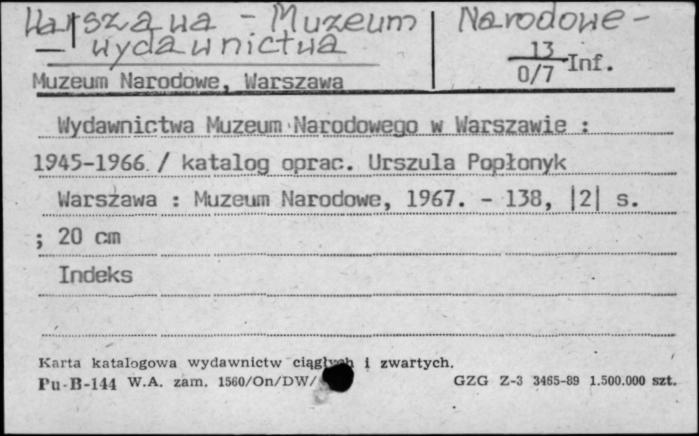 Warszawa - Muzeum Narodowe -
- wydawnictwa
13
0/7 Inf.
Muzeum Narodowe, Warszawa
Wydawnictwa Muzeum Narodowego w Warszawie :
1945-1966 / katalog oprac. Urszula Popłonyk
Warszawa : Muzeum Narodowe, 1967. - 138, |2| s.
; 20 cm
Indeks
Karta katalogowa wydawnictw ciągłych i zwartych.
Pu-B-144 W.A. zam. 1560/On/DW/ GZG Z-3 3465-89 1.500.000 szt.